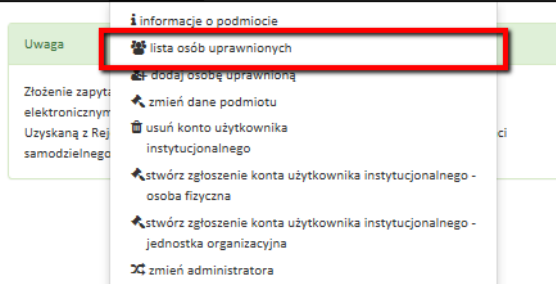 informacje o podmiocie
Uwaga
lista osób uprawnionych
dodaj osobę uprawnioną
Złożenie zapyta
zmień dane podmiotu
elektronicznym
usuń konto użytkownika
Uzyskaną z Rej
ci
instytucjonalnego
samodzielnego
stwórz zgłoszenie konta użytkownika instytucjonalnego -
osoba fizyczna
stwórz zgłoszenie konta użytkownika instytucjonalnego -
jednostka organizacyjna
zmień administratora